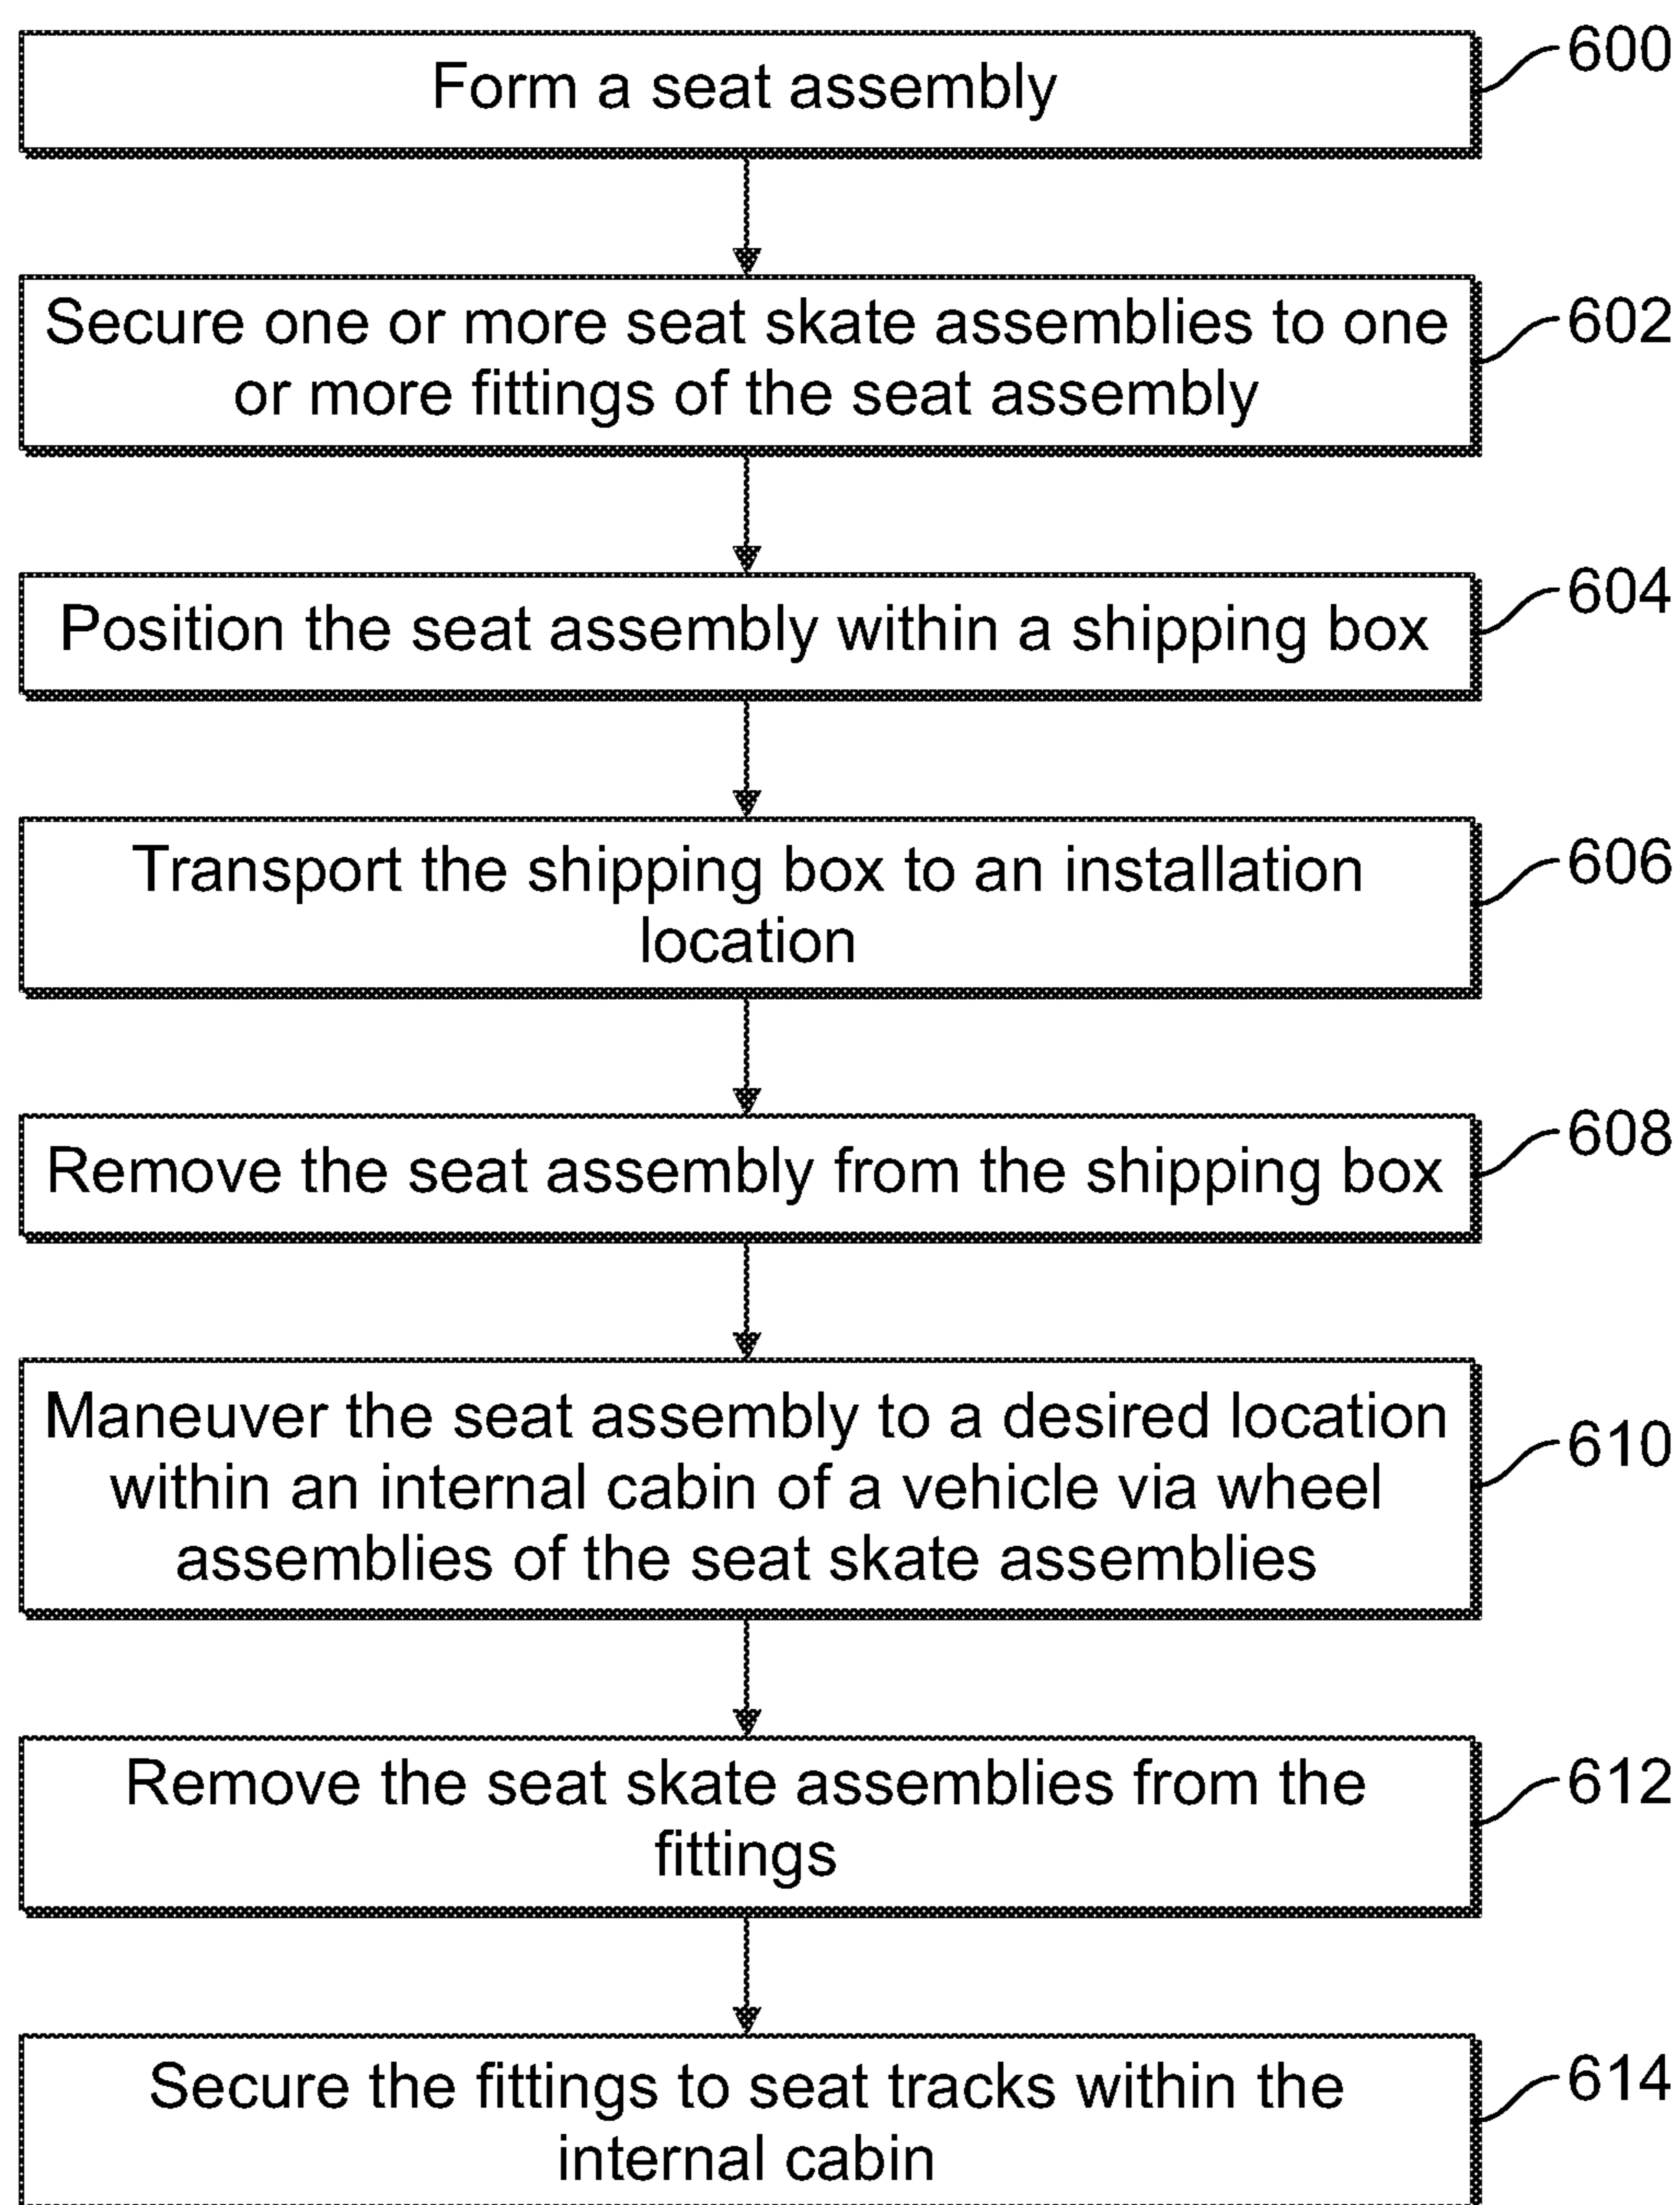 Form a seat assembly
600
Secure one or more seat skate assemblies to one
or more fittings of the seat assembly
602
Position the seat assembly within a shipping box
604
Transport the shipping box to an installation
location
606
Remove the seat assembly from the shipping box
608
Maneuver the seat assembly to a desired location
within an internal cabin of a vehicle via wheel
assemblies of the seat skate assemblies
610
Remove the seat skate assemblies from the
fittings
612
Secure the fittings to seat tracks within the
internal cabin
614